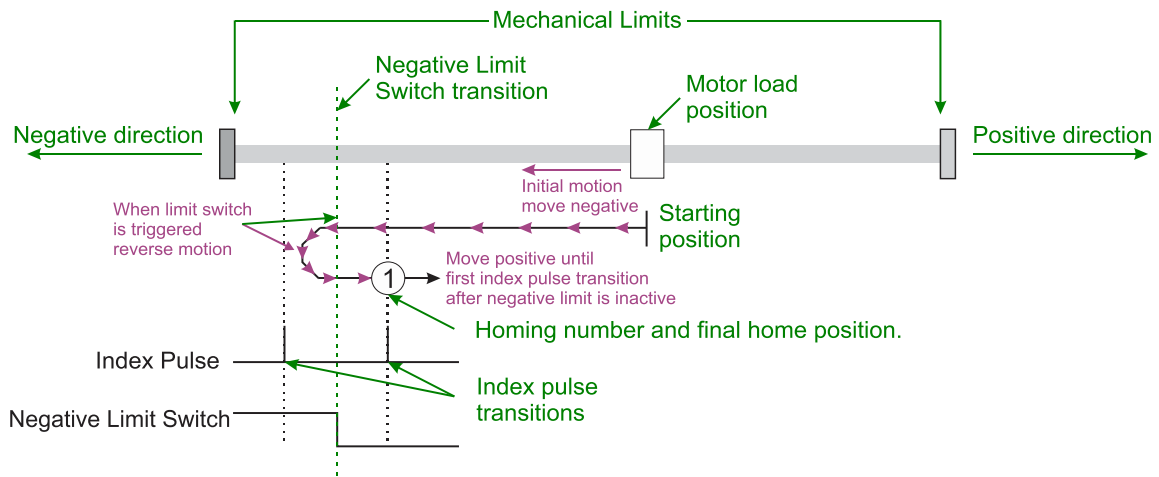 Mechanical Limits
Negative Limit
Switch transition
Motor load
position
Negative direction
Positive direction
Initial motion
move negative
When limit switch
is triggered
reverse motion
Starting
position
Move positive until
first index pulse transition
after negative limit is inactive
1
Homing number and final home position.
Index Pulse
Index pulse
transitions
Negative Limit Switch